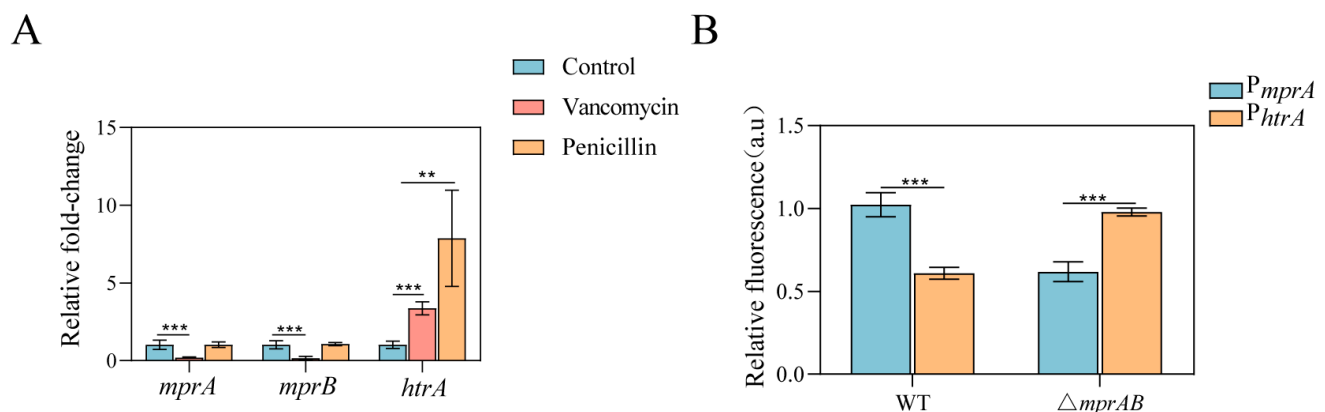 A
Control
Vancomycin
Penicillin
Relative fold-change
15
10
5
0
***
***
***
**
mprA
mprB
htrA
B
PmprA
PhtrA
Relative fluorescence(a.u)
1.5
1.0
0.5
0.0
***
***
WT
△mprAB